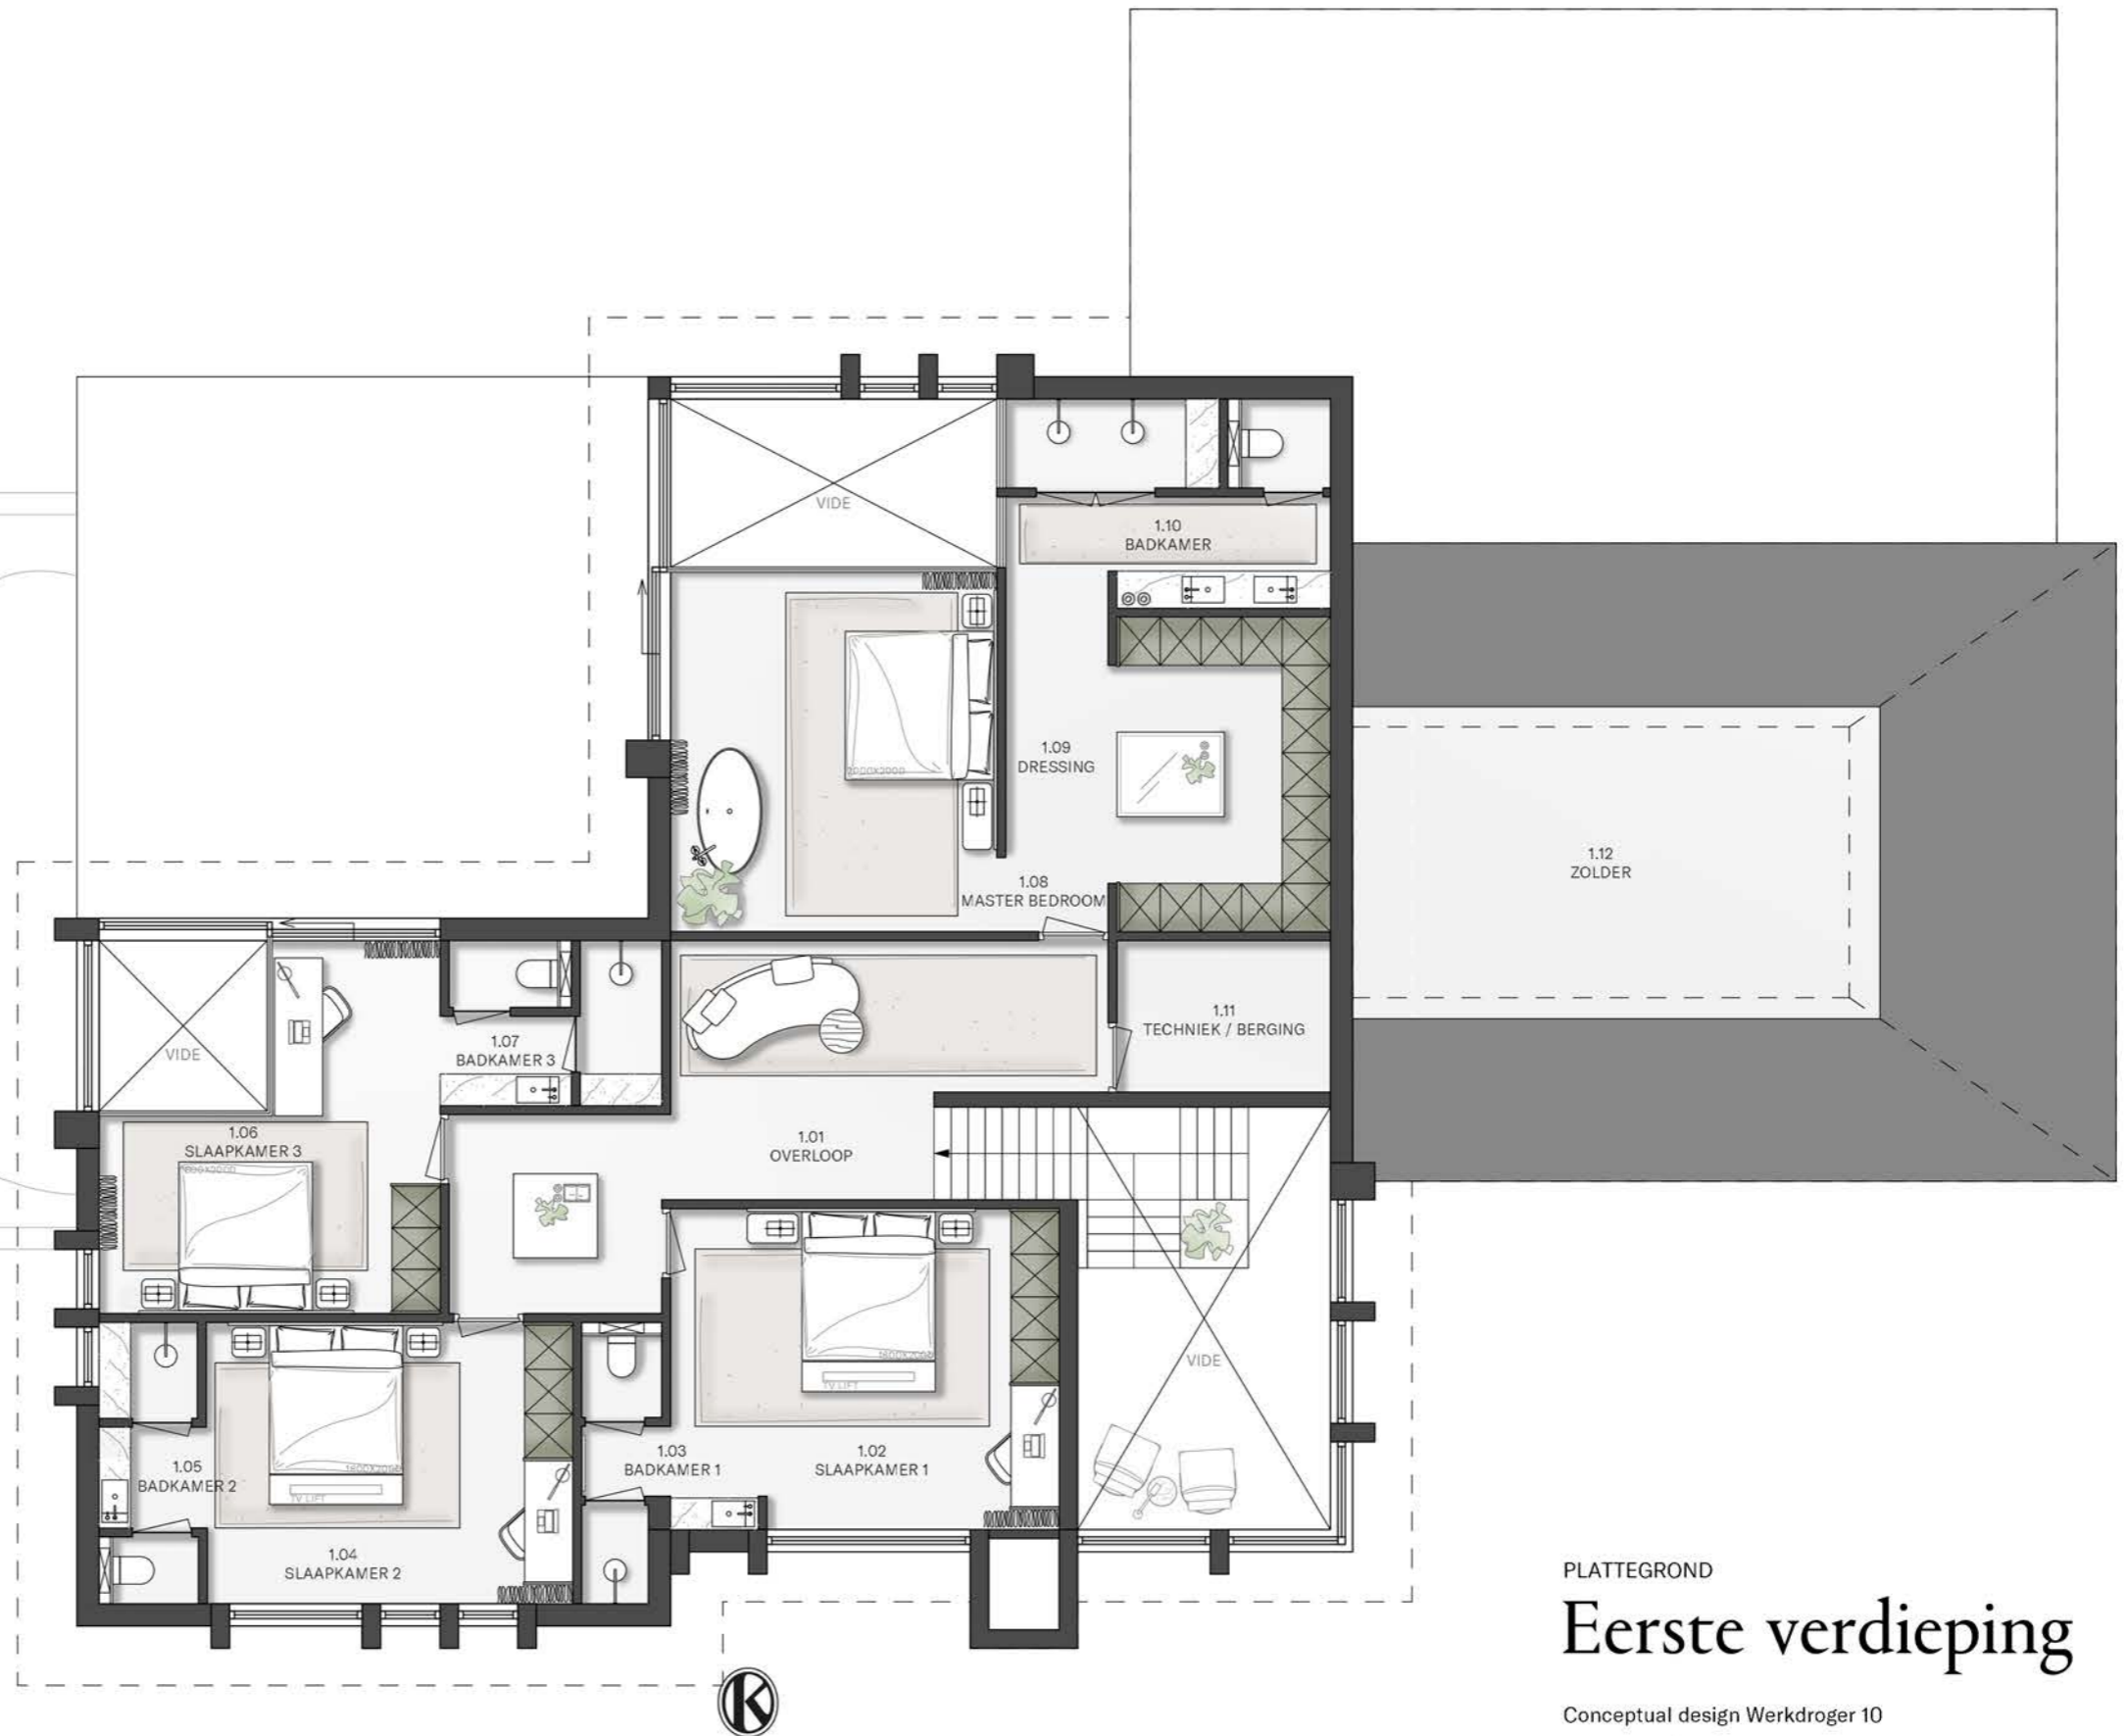 VIDE
1.10
BADKAMER
1.09
DRESSING
1.08
MASTER BEDROOM
1.12
ZOLDER
1.11
TECHNIEK / BERGING
1.07
BADKAMER 3
VIDE
1.06
SLAAPKAMER 3
1.01
OVERLOOP
VIDE
TV LIFT
1.03
BADKAMER 1
1.02
SLAAPKAMER 1
1.05
BADKAMER 2
TV LIFT
1.04
SLAAPKAMER 2
K
PLATTEGROND
Eerste verdieping
Conceptual design Werkdroger 10